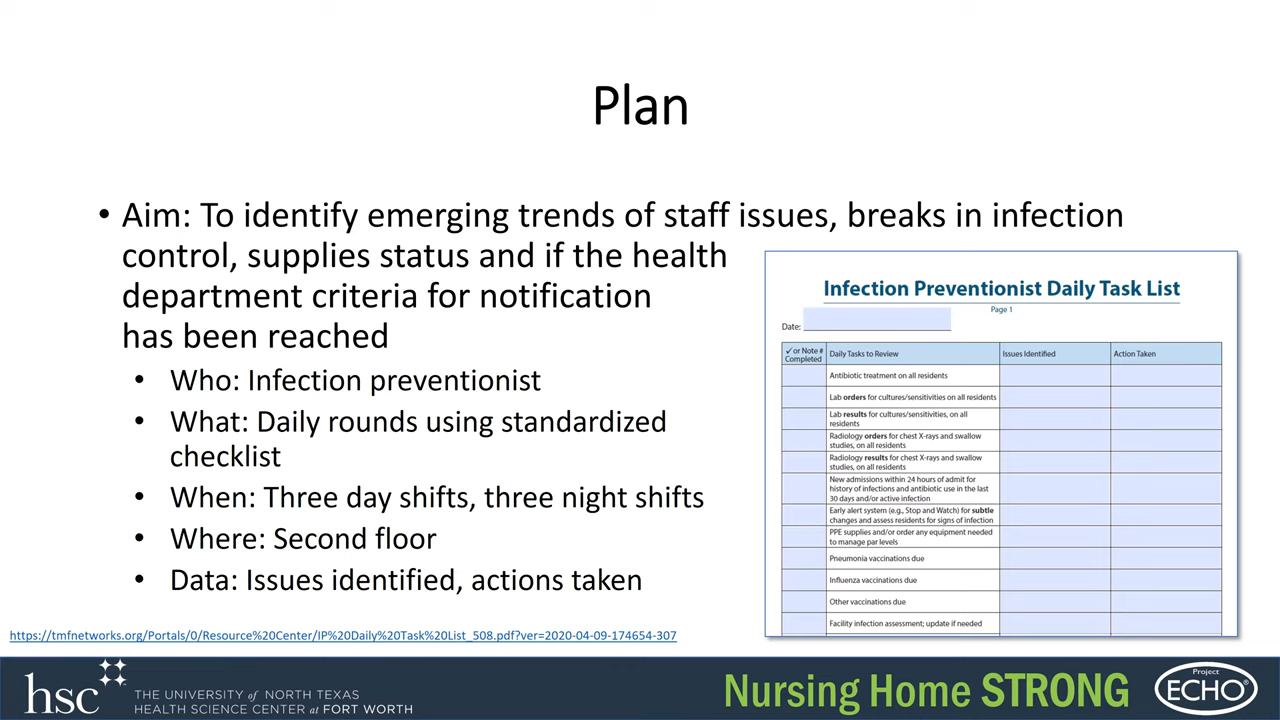 Plan
• Aim: To identify emerging trends of staff issues, breaks in infection
control, supplies status and if the health
department criteria for notification
has been reached
• Who: Infection preventionist
• What: Daily rounds using standardized
checklist
• When: Three day shifts, three night shifts
• Where: Second floor
• Data: Issues identified, actions taken
https://tmfnetworks.org/Portals/0/Resource%20Center/IP%20Daily%20Task%20List_508.pdf?ver=2020-04-09-174654-307
Infection Preventionist Daily Task List
Page 1
Date:
✓ or Note #
Completed
Daily Tasks to Review
Issues Identified
Action Taken
Antibiotic treatment on all residents
Lab orders for cultures/sensitivities on all residents
Lab results for cultures/sensitivities, on all
residents
Radiology orders for chest X-rays and swallow
studies, on all residents
Radiology results for chest X-rays and swallow
studies, on all residents
New admissions within 24 hours of admit for
history of infections and antibiotic use in the last
30 days and/or active infection
Early alert system (e.g., Stop and Watch) for subtle
changes and assess residents for signs of infection
PPE supplies and/or order any equipment needed
to manage par levels
Pneumonia vaccinations due
Influenza vaccinations due
Other vaccinations due
Facility infection assessment; update if needed
hsc
THE UNIVERSITY of NORTH TEXAS
HEALTH SCIENCE CENTER at FORT WORTH
Nursing Home STRONG
Project
ECHO®